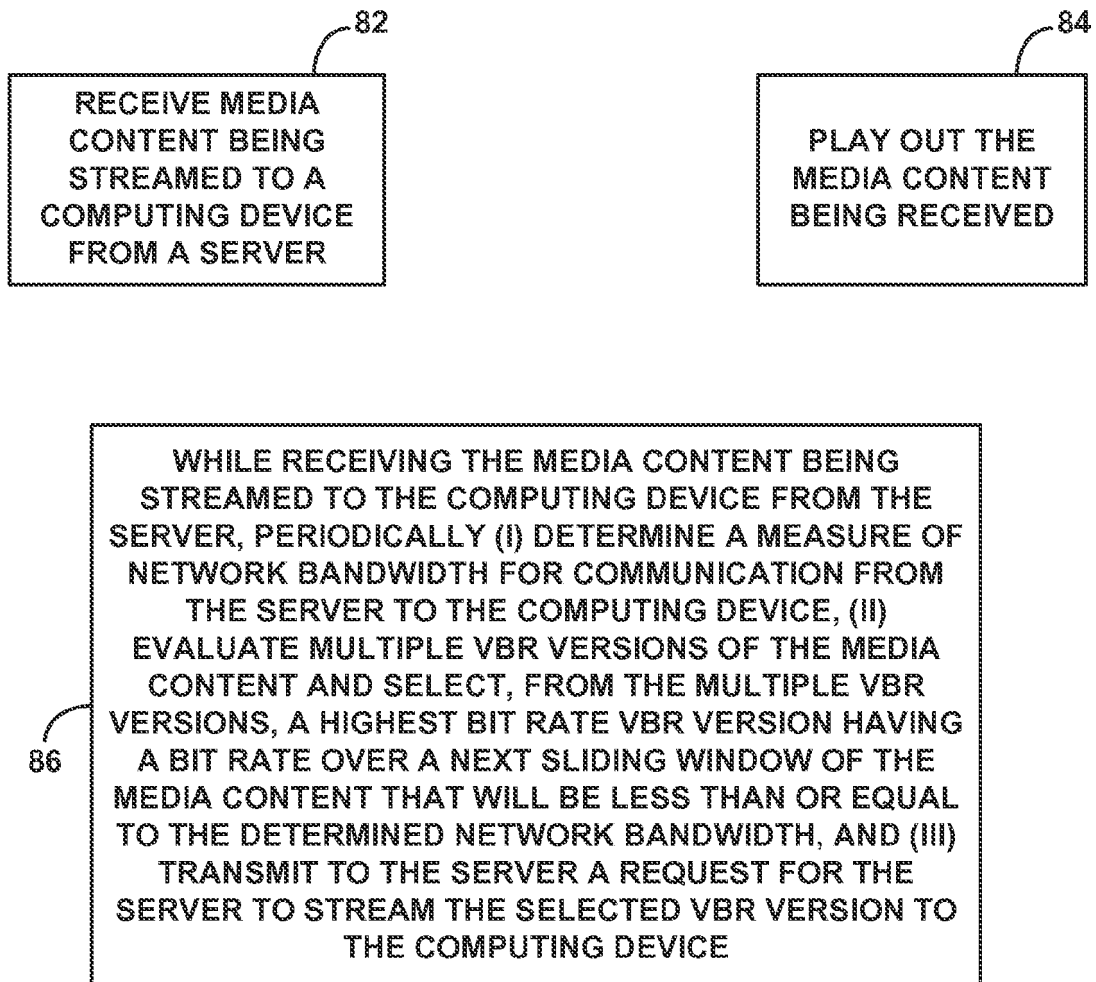 82
RECEIVE MEDIA
CONTENT BEING
STREAMED TO A
COMPUTING DEVICE
FROM A SERVER
84
PLAY OUT THE
MEDIA CONTENT
BEING RECEIVED
86
WHILE RECEIVING THE MEDIA CONTENT BEING
STREAMED TO THE COMPUTING DEVICE FROM THE
SERVER, PERIODICALLY (I) DETERMINE A MEASURE OF
NETWORK BANDWIDTH FOR COMMUNICATION FROM
THE SERVER TO THE COMPUTING DEVICE, (II)
EVALUATE MULTIPLE VBR VERSIONS OF THE MEDIA
CONTENT AND SELECT, FROM THE MULTIPLE VBR
VERSIONS, A HIGHEST BIT RATE VBR VERSION HAVING
A BIT RATE OVER A NEXT SLIDING WINDOW OF THE
MEDIA CONTENT THAT WILL BE LESS THAN OR EQUAL
TO THE DETERMINED NETWORK BANDWIDTH, AND (III)
TRANSMIT TO THE SERVER A REQUEST FOR THE
SERVER TO STREAM THE SELECTED VBR VERSION TO
THE COMPUTING DEVICE